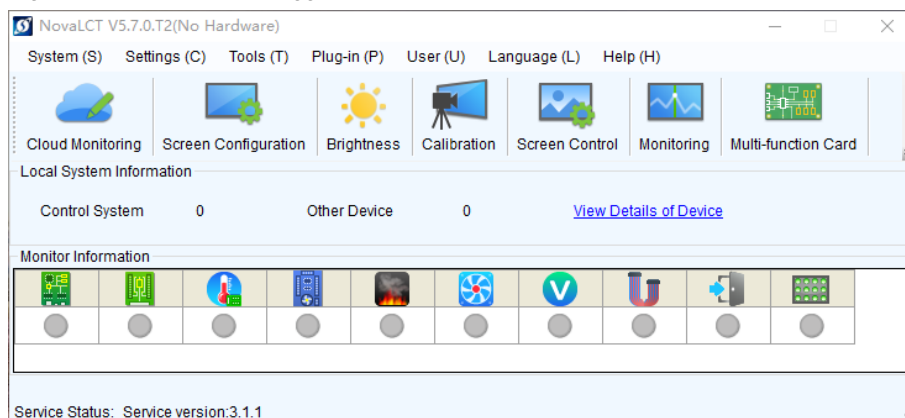 NovaLCT V5.7.0.T2(No Hardware)
System (S) Settings (C) Tools (T) Plug-in (P) User (U) Language (L) Help (H)
Cloud Monitoring Screen Configuration Brightness Calibration Screen Control Monitoring Multi-function Card
Local System Information
Control System 0 Other Device 0 View Details of Device
Monitor Information
V
Service Status: Service version:3.1.1